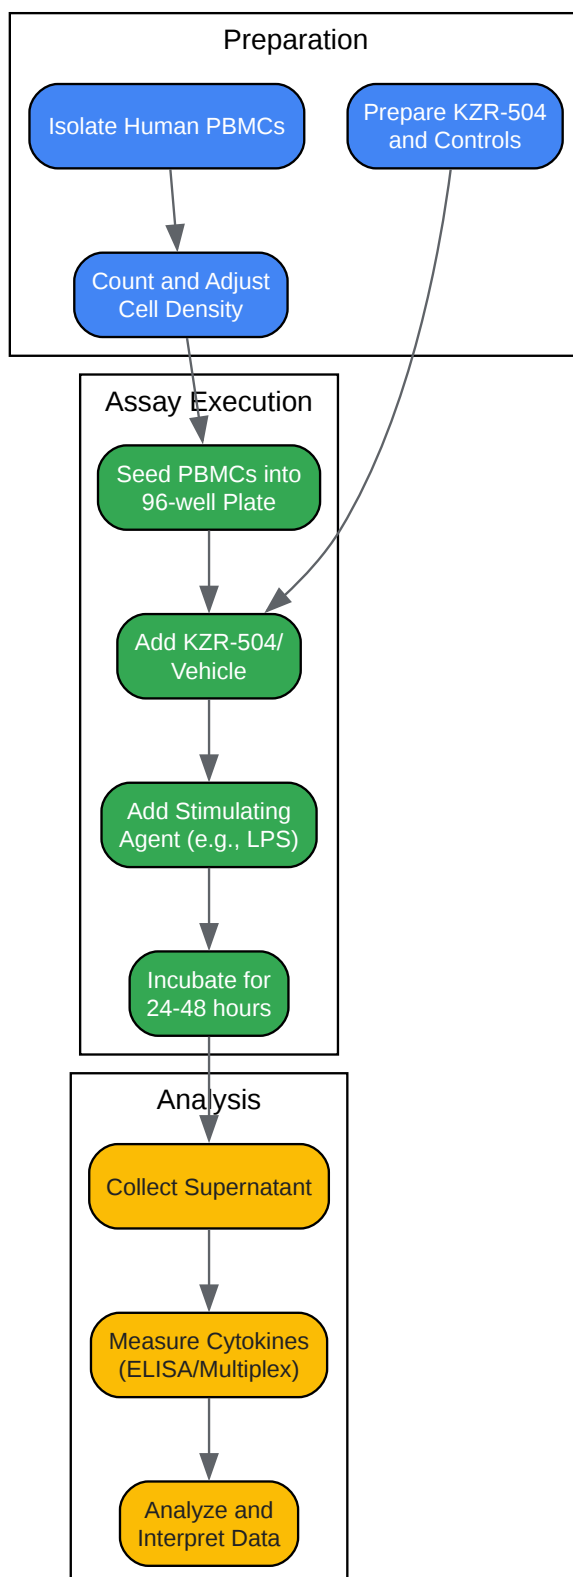 Preparation
Isolate Human PBMCs
Prepare KZR-504
and Controls
Count and Adjust
Cell Density
Assay Execution
Seed PBMCs into
96-well Plate
Add KZR-504/
Vehicle
Add Stimulating
Agent (e.g., LPS)
Incubate for
24-48 hours
Analysis
Collect Supernatant
Measure Cytokines
(ELISA/Multiplex)
Analyze and
Interpret Data